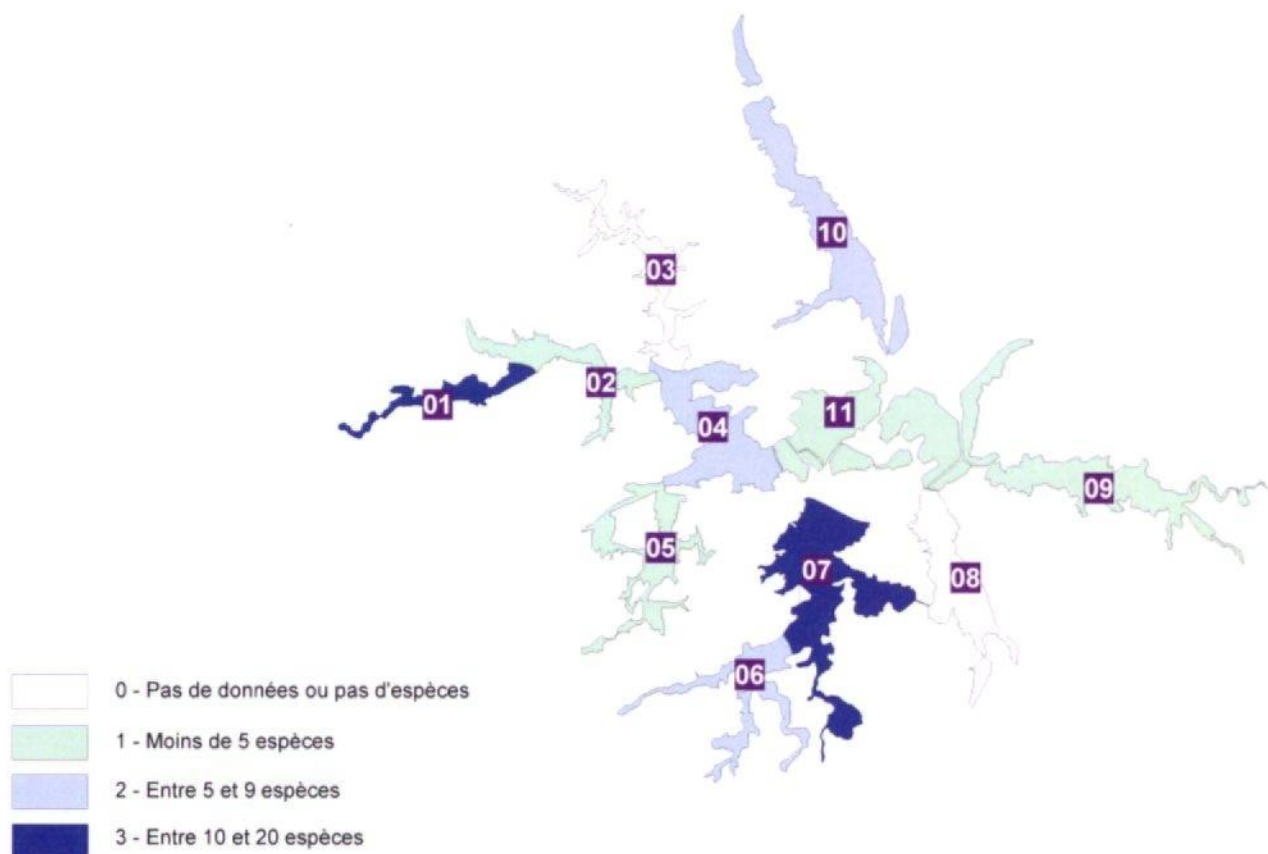 10
03
02
01
11
04
09
05
07
08
06
0 - Pas de données ou pas d'espèces
1 - Moins de 5 espèces
2 - Entre 5 et 9 espèces
3 - Entre 10 et 20 espèces